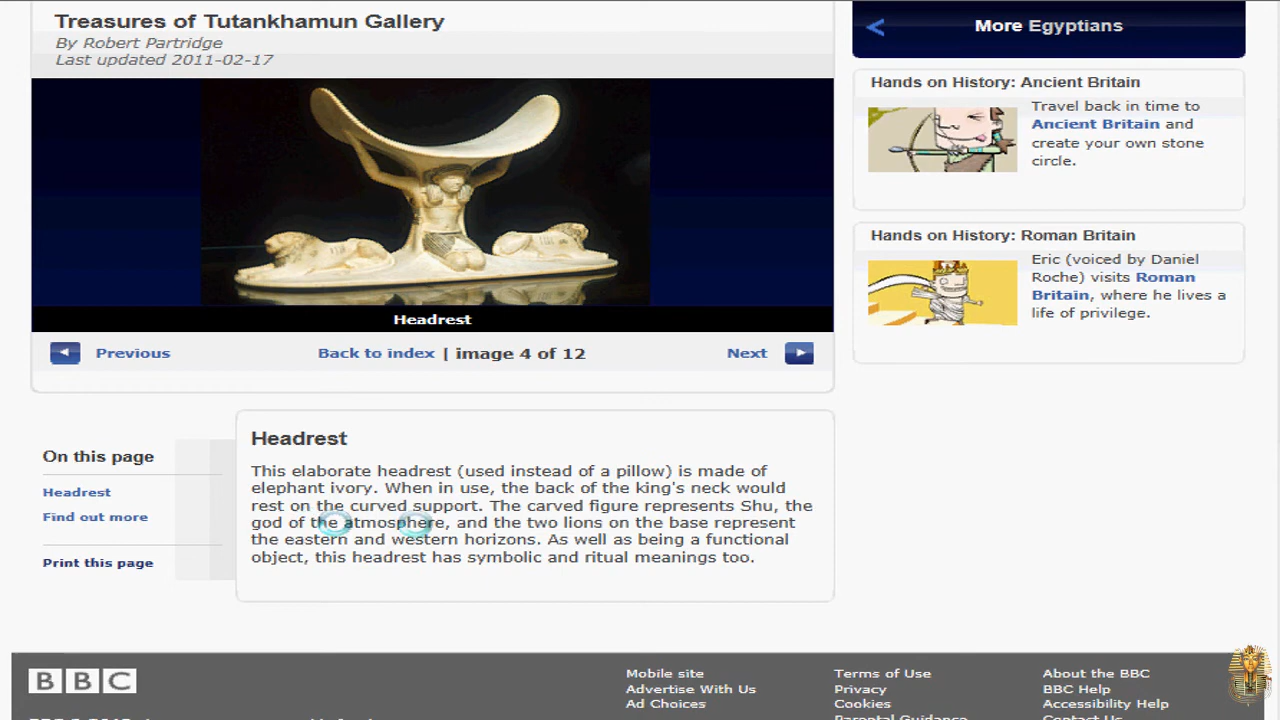 Treasures of Tutankhamun Gallery
By Robert Partridge
Last updated 2011-02-17
Headrest
Previous
Back to index | image 4 of 12
Next
On this page
Headrest
Find out more
Print this page
Headrest
This elaborate headrest (used instead of a pillow) is made of
elephant ivory. When in use, the back of the king's neck would
rest on the curved support. The carved figure represents Shu, the
god of the atmosphere, and the two lions on the base represent
the eastern and western horizons. As well as being a functional
object, this headrest has symbolic and ritual meanings too.
More Egyptians
Hands on History: Ancient Britain
Travel back in time to
Ancient Britain and
create your own stone
circle.
Hands on History: Roman Britain
Eric (voiced by Daniel
Roche) visits Roman
Britain, where he lives a
life of privilege.
BBC
Mobile site
Advertise With Us
Ad Choices
Terms of Use
Privacy
Cookies
Parental Guidance
About the BBC
BBC Help
Accessibility Help
Contact Us